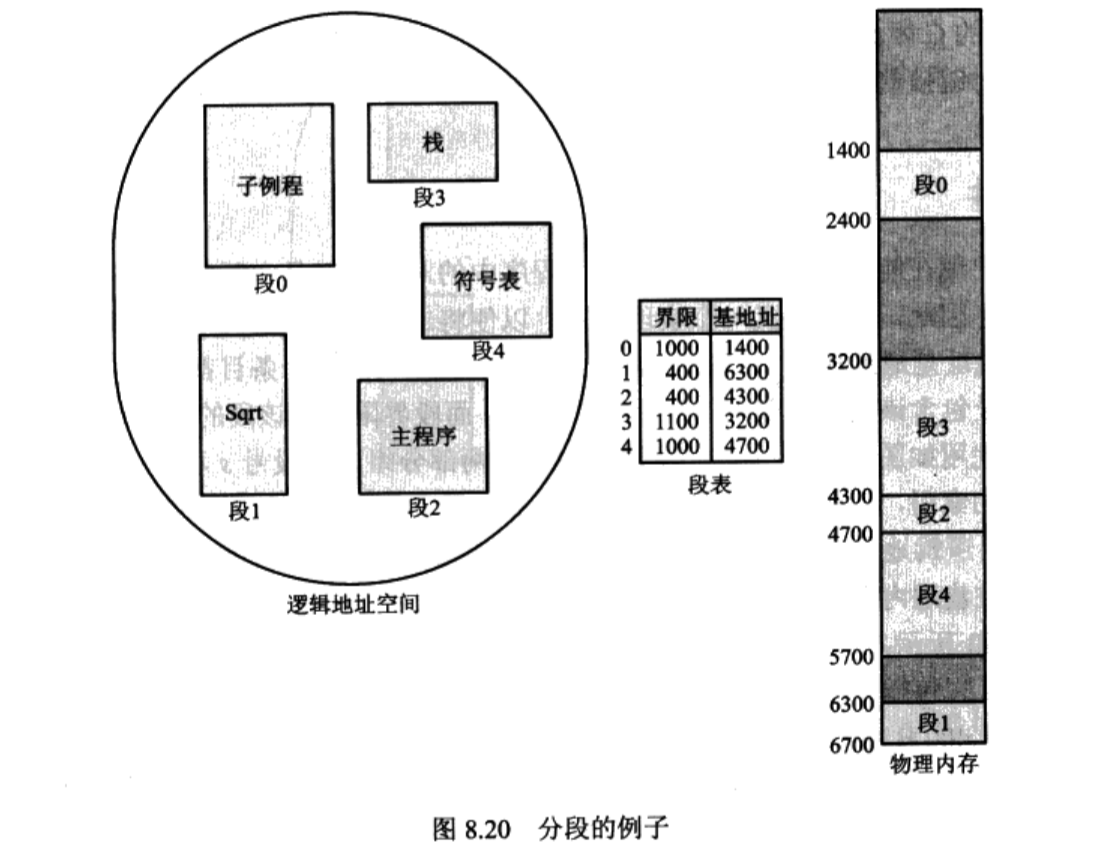 子例程
段0
栈
段3
符号表
段4
Sqrt
段1
主程序
段2
逻辑地址空间
界限 基地址
0 1000 1400
1 400 6300
2 400 4300
3 1100 3200
4 1000 4700
段表
1400
段0
2400
3200
段3
4300
段2
4700
段4
5700
6300
段1
6700
物理内存
图 8.20 分段的例子